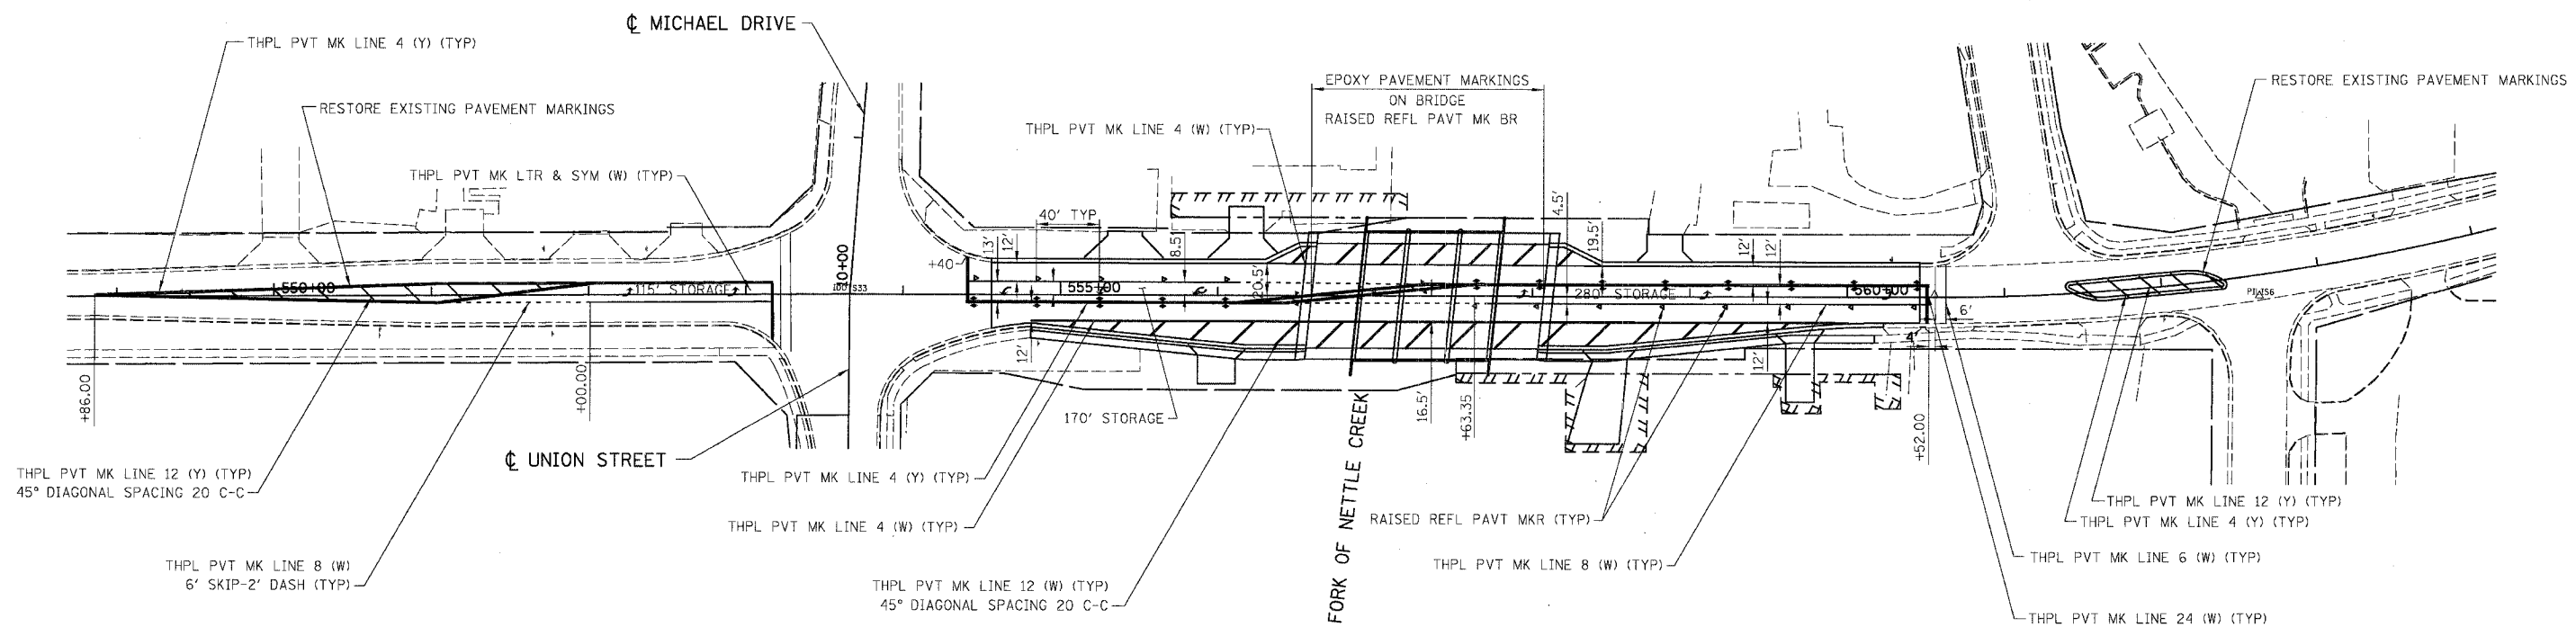 ℄ MICHAEL DRIVE
THPL PVT MK LINE 4 (Y) (TYP)
RESTORE EXISTING PAVEMENT MARKINGS
THPL PVT MK LTR & SYM (W) (TYP)
EPOXY PAVEMENT MARKINGS
ON BRIDGE
RAISED REFL PAVT MK BR
THPL PVT MK LINE 4 (W) (TYP)
RESTORE EXISTING PAVEMENT MARKINGS
40' TYP
13'
12'
8.5'
+40
20.5'
4.5'
19.5'
12'
12'
550+00
115' STORAGE
100+00
555+00
280' STORAGE
560+00
6'
4'
12'
12'
16.5'
+63.35
+86.00
+00.00
+52.00
170' STORAGE
℄ UNION STREET
FORK OF NETTLE CREEK
THPL PVT MK LINE 12 (Y) (TYP)
45° DIAGONAL SPACING 20 C-C
THPL PVT MK LINE 4 (Y) (TYP)
THPL PVT MK LINE 4 (W) (TYP)
RAISED REFL PAVT MKR (TYP)
THPL PVT MK LINE 12 (Y) (TYP)
THPL PVT MK LINE 4 (Y) (TYP)
THPL PVT MK LINE 8 (W)
6' SKIP-2' DASH (TYP)
THPL PVT MK LINE 12 (W) (TYP)
45° DIAGONAL SPACING 20 C-C
THPL PVT MK LINE 8 (W) (TYP)
THPL PVT MK LINE 6 (W) (TYP)
THPL PVT MK LINE 24 (W) (TYP)